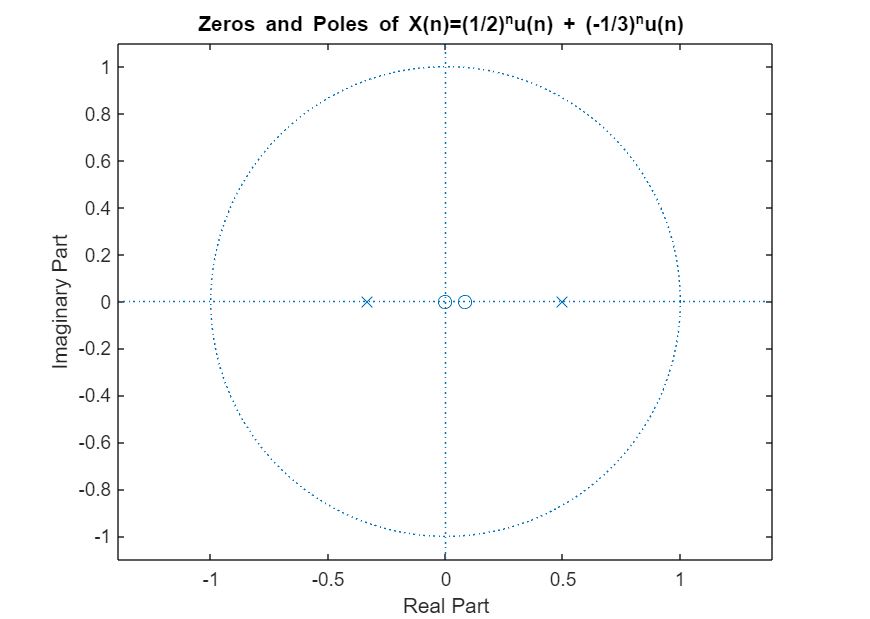 Zeros and Poles of X(n)=(1/2)ⁿu(n) + (-1/3)ⁿu(n)
1
0.8
0.6
0.4
0.2
0
-0.2
-0.4
-0.6
-0.8
-1
Imaginary Part
-1 -0.5 0 0.5 1
Real Part